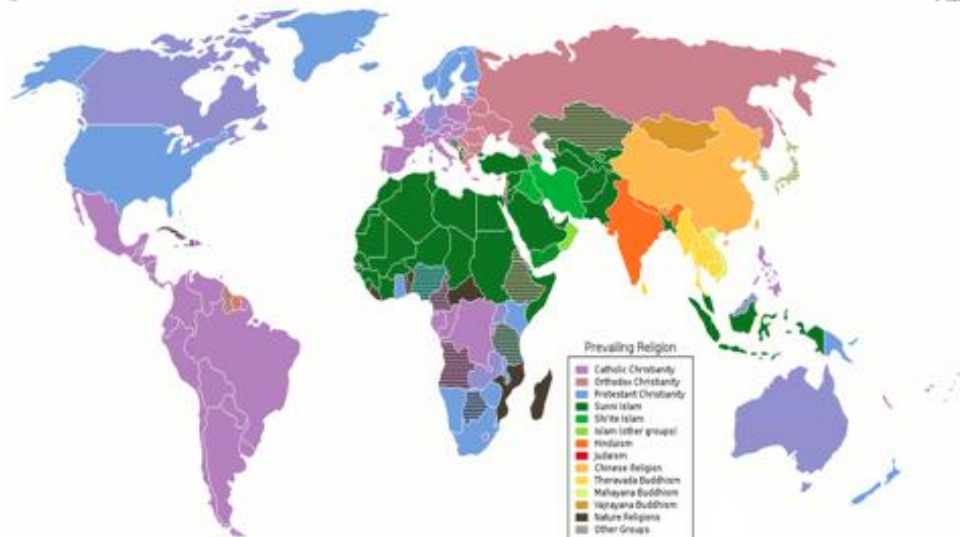 Prevailing Religion
Catholic Christianity
Orthodox Christianity
Protestant Christianity
Sunni Islam
Shi'ite Islam
Islam (other groups)
Hinduism
Judaism
Chinese Religion
Theravada Buddhism
Mahayana Buddhism
Vajrayana Buddhism
Nature Religions
Other Groups